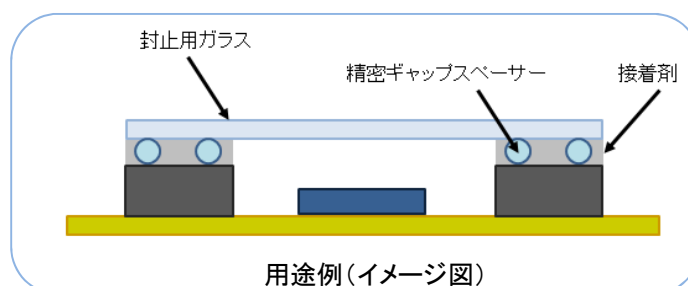 封止用ガラス
精密ギャップスペーサー
接着剤
用途例（イメージ図）